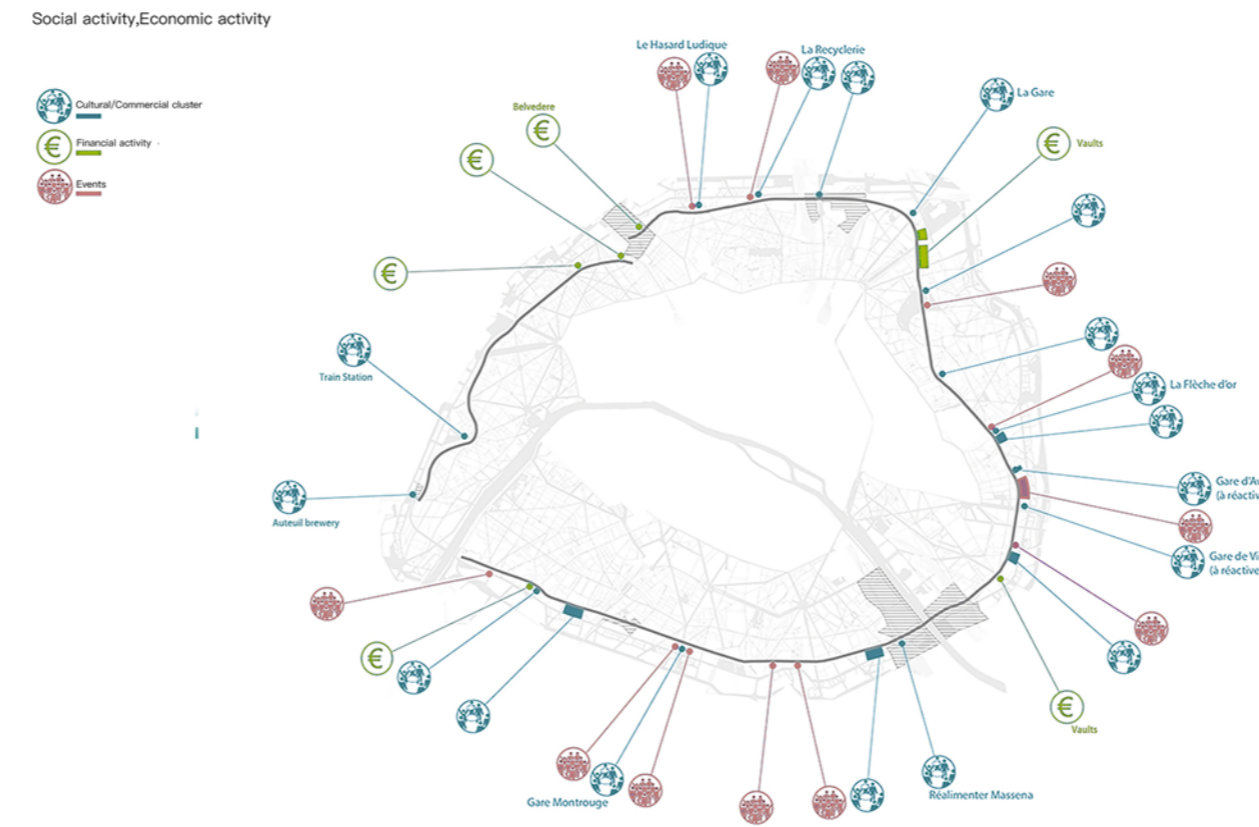 Social activity,Economic activity
Cultural/Commercial cluster
Financial activity
Events
Le Hasard Ludique
La Recyclerie
La Gare
Belvedere
€
€
€ Vaults
€
Train Station
La Flèche d'or
Auteuil brewery
Gare d'Av
(à réactiv
Gare de Vi
(à réactive
€
€
Vaults
Gare Montrouge
Réalimenter Massena
€